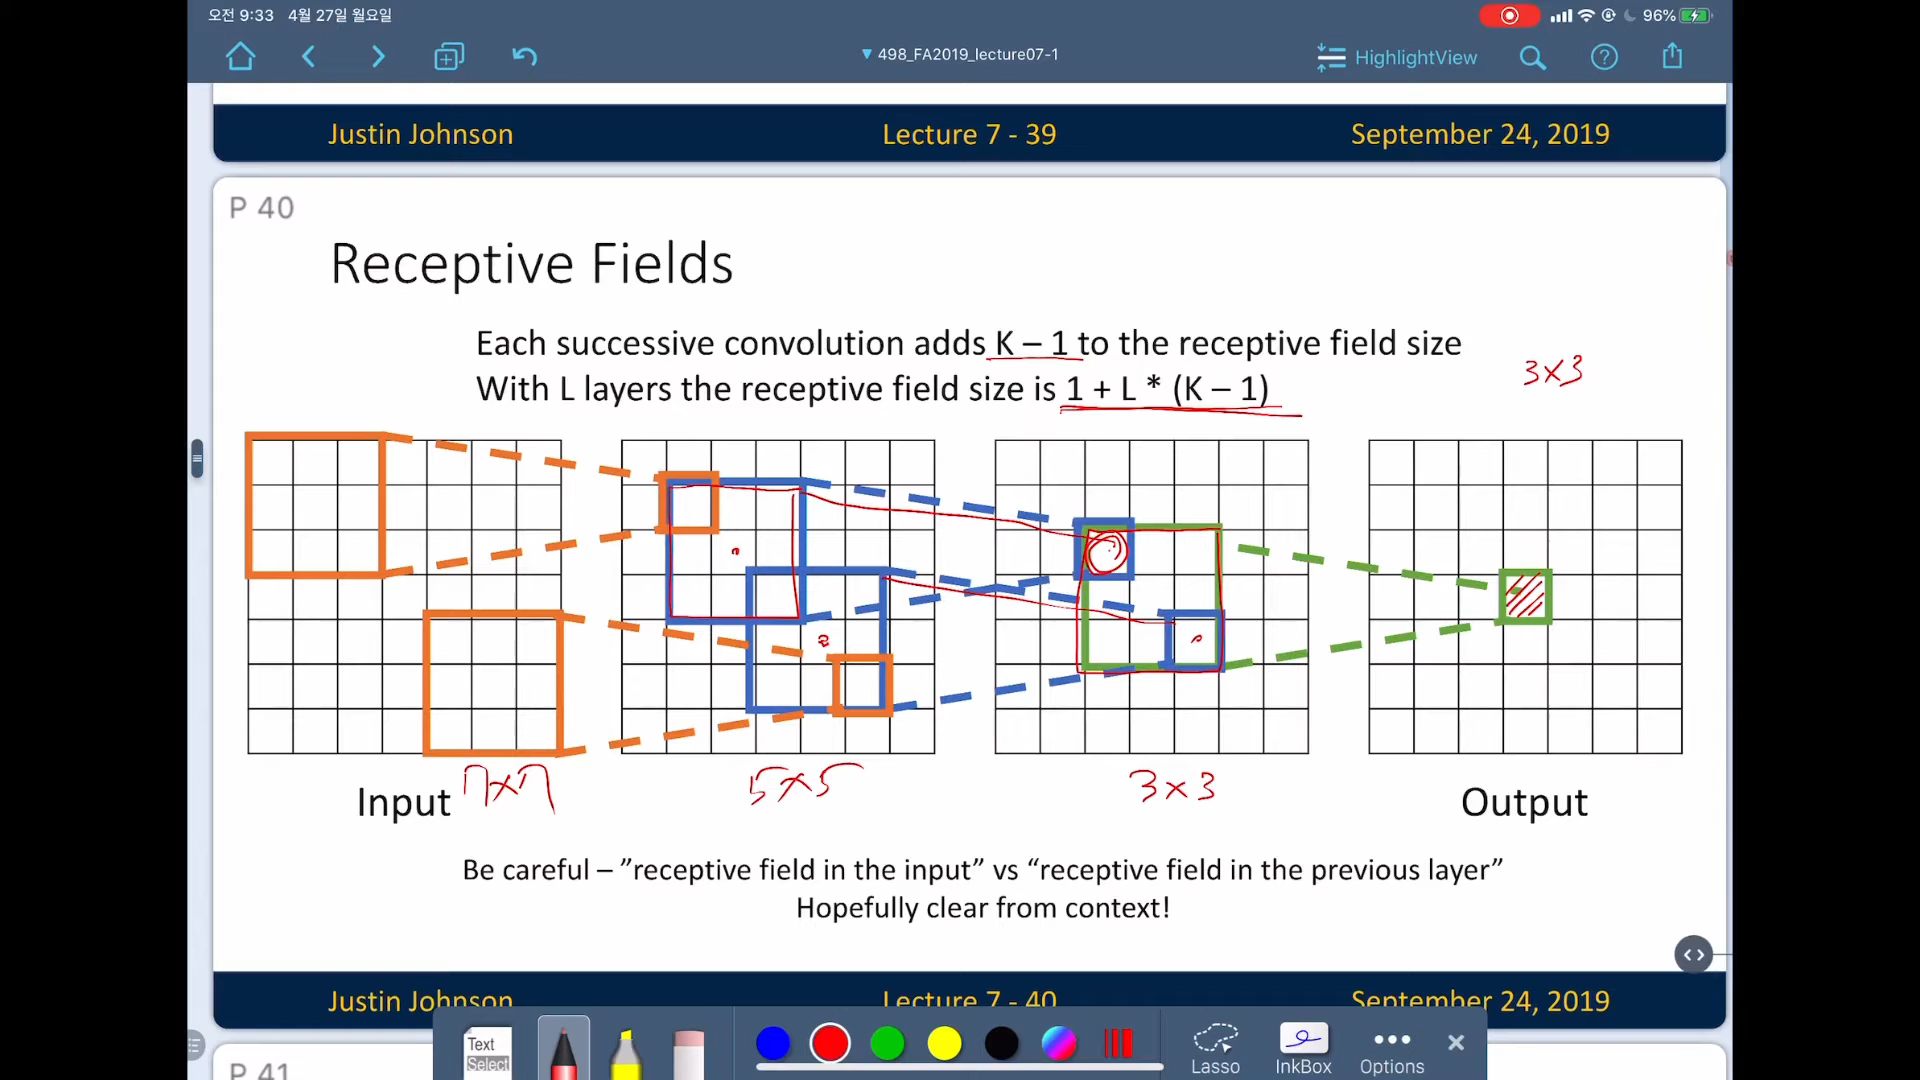 오전 9:33 4월 27일 월요일
96%
▼ 498_FA2019_lecture07-1
HighlightView
Justin Johnson
Lecture 7 - 39
September 24, 2019
P 40
Receptive Fields
Each successive convolution adds K – 1 to the receptive field size
With L layers the receptive field size is 1 + L * (K – 1)
3×3
Input
7×7
5×5
3×3
Output
Be careful – ”receptive field in the input” vs “receptive field in the previous layer”
Hopefully clear from context!
Justin Johnson
Lecture 7 - 40
September 24, 2019
P 41
Text
Select
Lasso
InkBox
Options